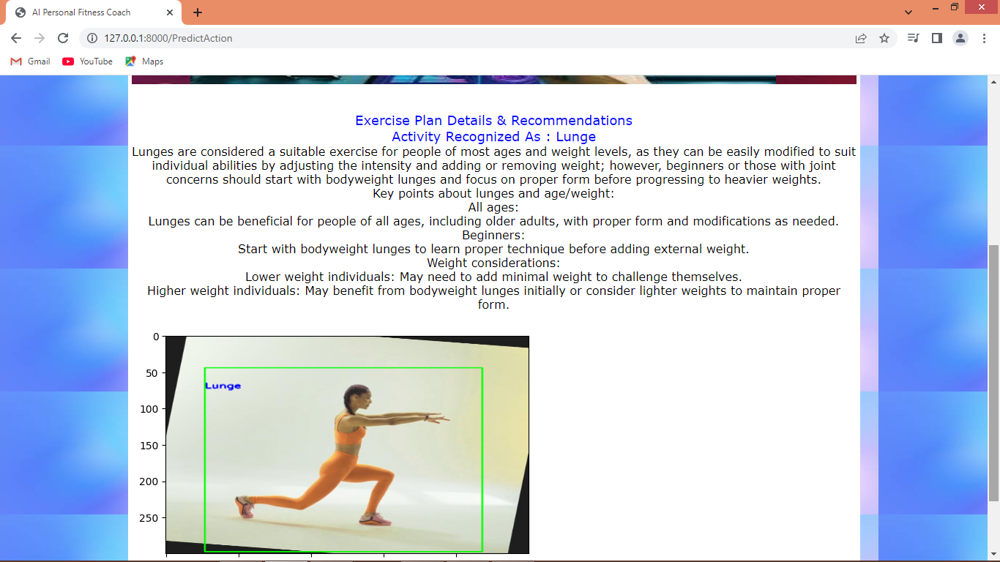 AI Personal Fitness Coach
127.0.0.1:8000/PredictAction
Gmail YouTube Maps
Exercise Plan Details & Recommendations
Activity Recognized As : Lunge
Lunges are considered a suitable exercise for people of most ages and weight levels, as they can be easily modified to suit
individual abilities by adjusting the intensity and adding or removing weight; however, beginners or those with joint
concerns should start with bodyweight lunges and focus on proper form before progressing to heavier weights.
Key points about lunges and age/weight:
All ages:
Lunges can be beneficial for people of all ages, including older adults, with proper form and modifications as needed.
Beginners:
Start with bodyweight lunges to learn proper technique before adding external weight.
Weight considerations:
Lower weight individuals: May need to add minimal weight to challenge themselves.
Higher weight individuals: May benefit from bodyweight lunges initially or consider lighter weights to maintain proper
form.
0
50
Lunge
100
150
200
250